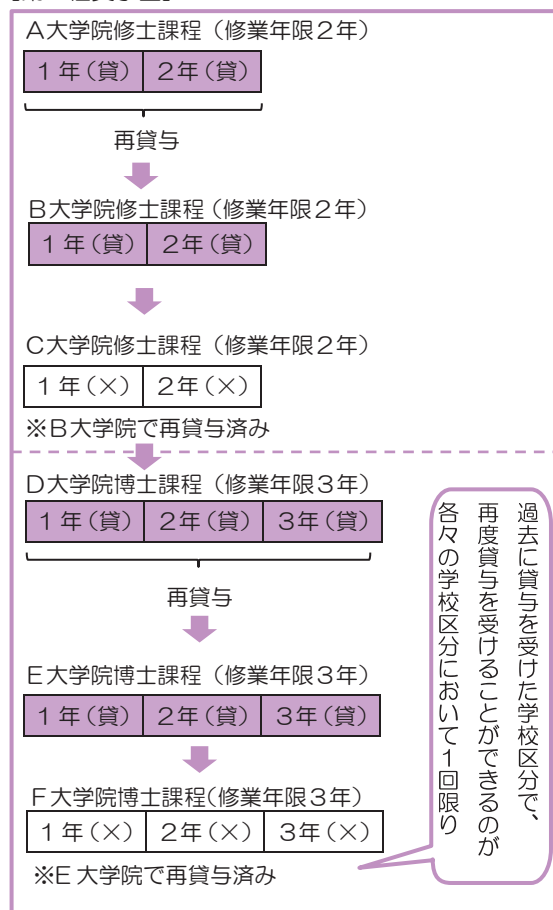 A大学院修士課程（修業年限２年）
１年（貸） ２年（貸）
再貸与
B大学院修士課程（修業年限２年）
１年（貸） ２年（貸）
C大学院修士課程（修業年限２年）
１年（×） ２年（×）
※B大学院で再貸与済み
D大学院博士課程（修業年限３年）
１年（貸） ２年（貸） ３年（貸）
再貸与
E大学院博士課程（修業年限３年）
１年（貸） ２年（貸） ３年（貸）
F大学院博士課程（修業年限３年）
１年（×） ２年（×） ３年（×）
※E大学院で再貸与済み
過去に貸与を受けた学校区分で、
再度貸与を受けることができるのが
各々の学校区分において１回限り